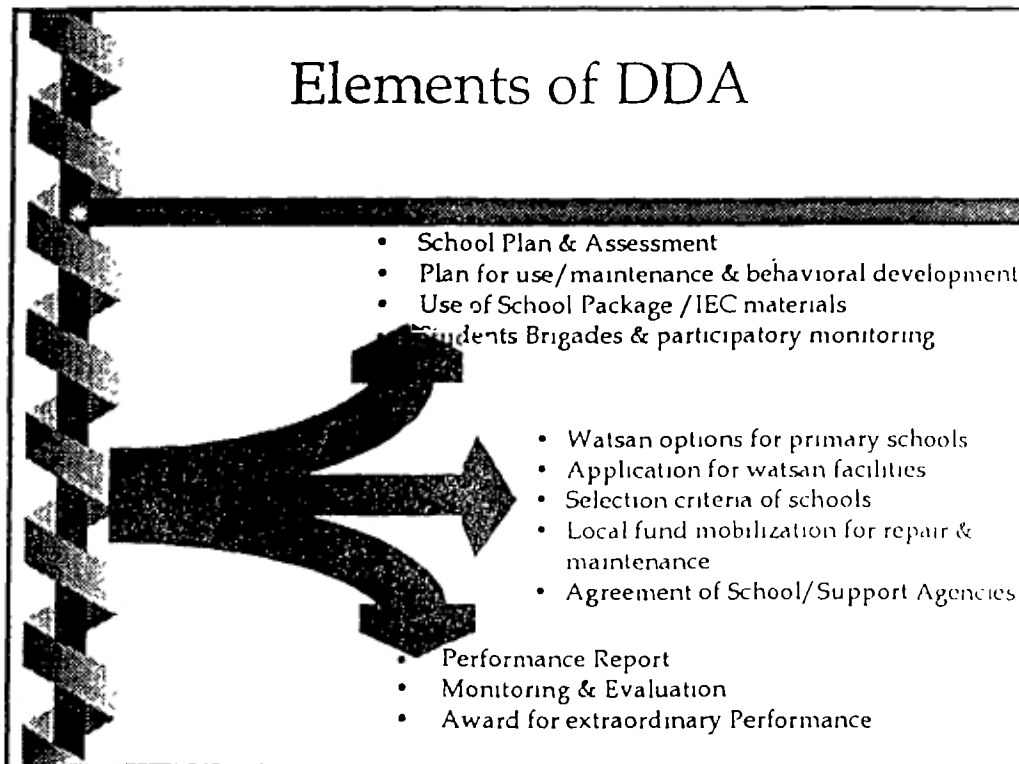 Elements of DDA
• School Plan & Assessment
• Plan for use/maintenance & behavioral development
• Use of School Package /IEC materials
• Students Brigades & participatory monitoring
• Watsan options for primary schools
• Application for watsan facilities
• Selection criteria of schools
• Local fund mobilization for repair &
maintenance
• Agreement of School/Support Agencies
• Performance Report
• Monitoring & Evaluation
• Award for extraordinary Performance